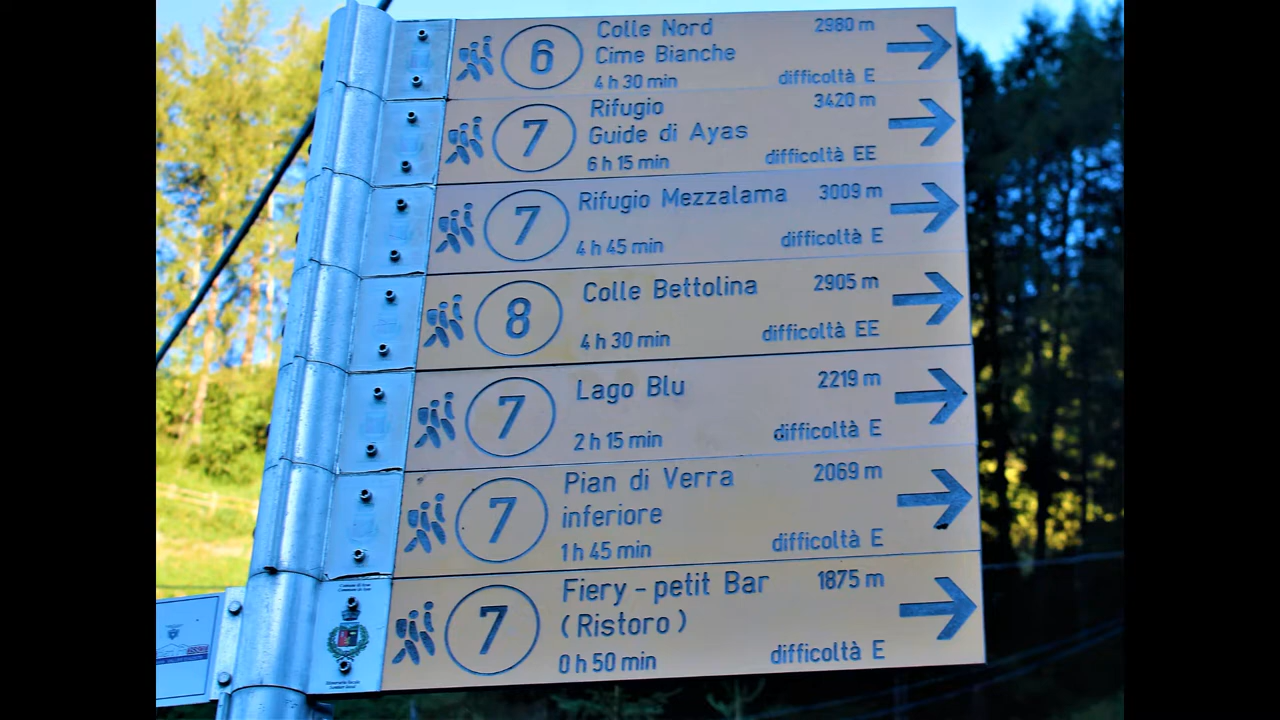 Colle Nord 2980 m
Cime Bianche
4 h 30 min difficoltà E
6
Rifugio 3420 m
Guide di Ayas
6 h 15 min difficoltà EE
7
Rifugio Mezzalama 3009 m
4 h 45 min difficoltà E
7
Colle Bettolina 2905 m
4 h 30 min difficoltà EE
8
Lago Blu 2219 m
2 h 15 min difficoltà E
7
Pian di Verra 2069 m
inferiore
1 h 45 min difficoltà E
7
Fiery - petit Bar 1875 m
(Ristoro)
0 h 50 min difficoltà E
7